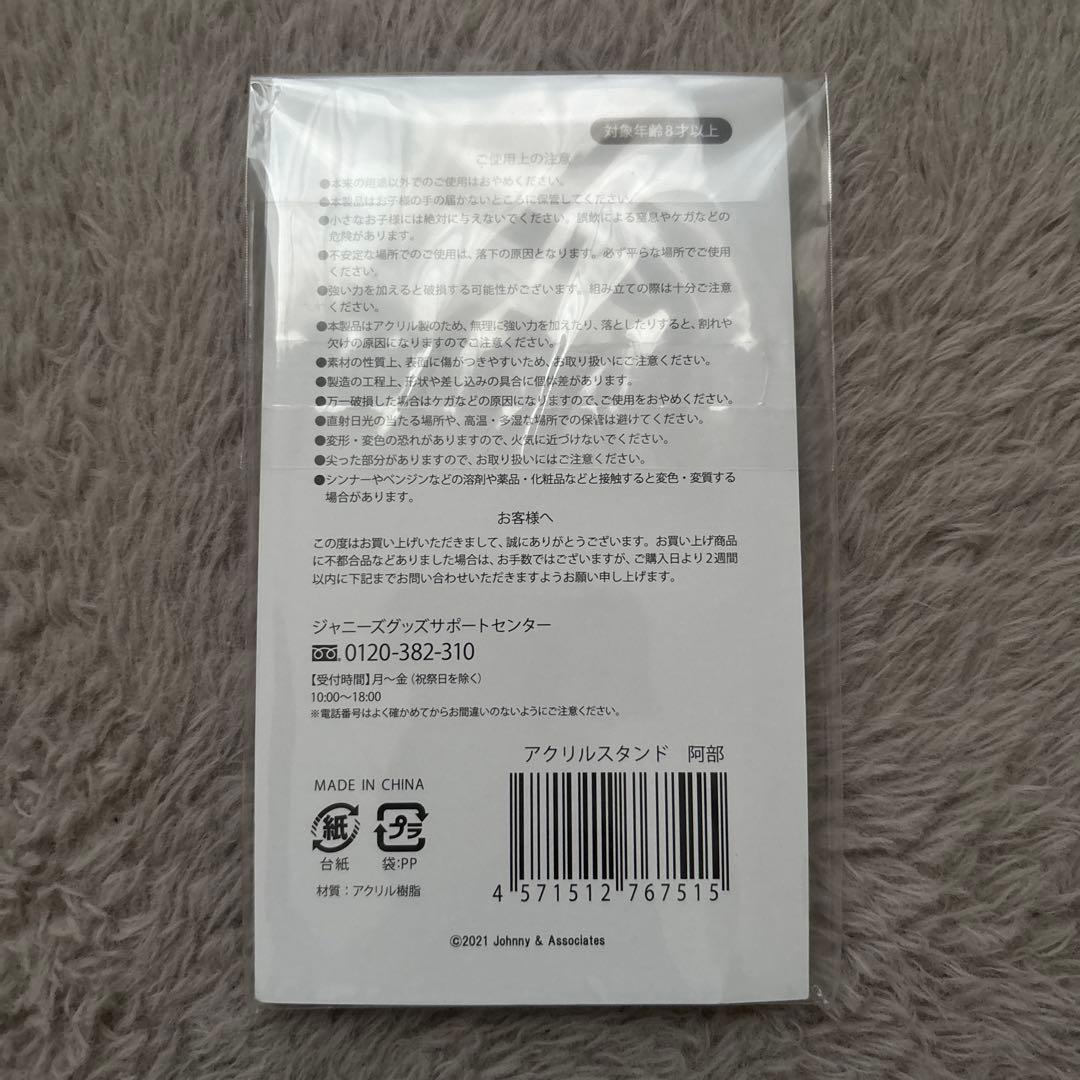 対象年齢8才以上
ご使用上の注意
●本来の用途以外でのご使用はおやめください。
●本製品はお子様の手の届かないところに保管してください。
●小さなお子様には絶対に与えないでください。誤飲による窒息やケガなどの
危険があります。
●不安定な場所でのご使用は、落下の原因となります。必ず平らな場所でご使用
ください。
●強い力を加えると破損する可能性がございます。組み立ての際は十分ご注意
ください。
●本製品はアクリル製のため、無理に強い力を加えたり、落としたりすると、割れや
欠けの原因になりますのでご注意ください。
●素材の性質上、表面に傷がつきやすいため、お取り扱いにご注意ください。
●製造の工程上、形状や差し込みの具合に個体差があります。
●万一破損した場合はケガなどの原因になりますので、ご使用をおやめください。
●直射日光の当たる場所や、高温・多湿な場所での保管は避けてください。
●変形・変色の恐れがありますので、火気に近づけないでください。
●尖った部分がありますので、お取り扱いにはご注意ください。
●シンナーやベンジンなどの溶剤や薬品・化粧品などと接触すると変色・変質する
場合があります。
お客様へ
この度はお買い上げいただきまして、誠にありがとうございます。お買い上げ商品
に不都合品などありました場合は、お手数ではございますが、ご購入日より2週間
以内に下記までお問い合わせいただきますようお願い申し上げます。
ジャニーズグッズサポートセンター
0120-382-310
【受付時間】月〜金（祝祭日を除く）
10:00〜18:00
※電話番号はよく確かめてからお間違いのないようにご注意ください。
アクリルスタンド 阿部
MADE IN CHINA
紙 プラ
台紙 袋:PP
材質：アクリル樹脂
4 571512 767515
©2021 Johnny & Associates